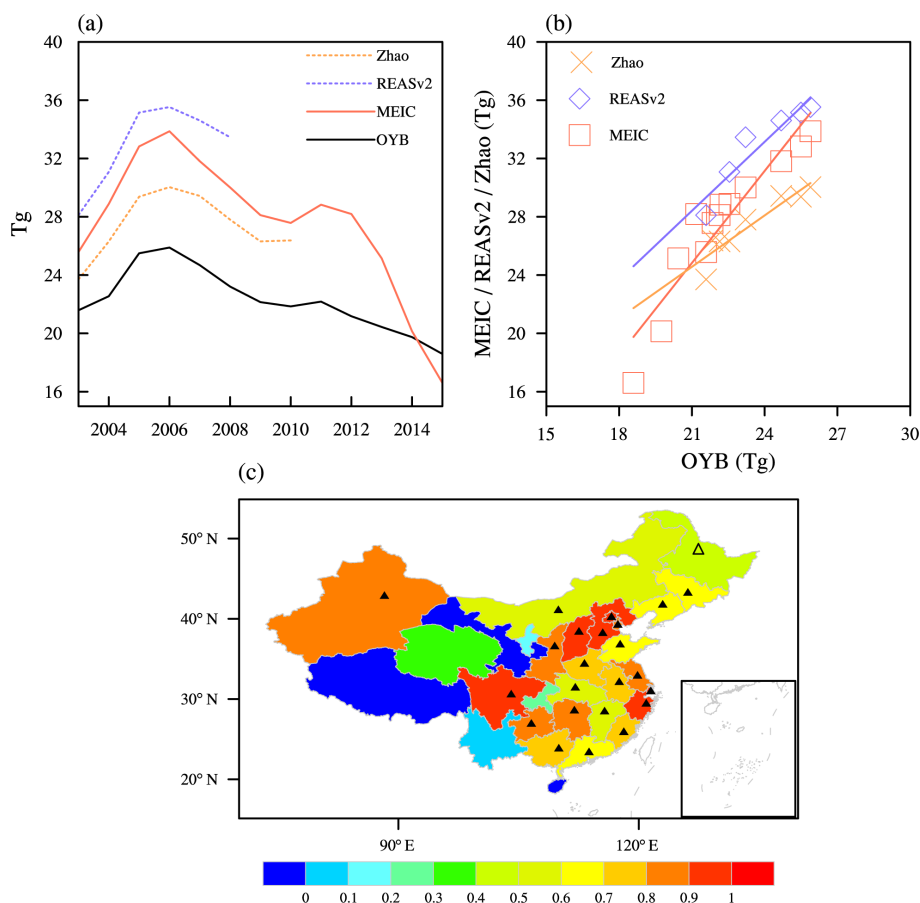 (a)
Tg
40
36
32
28
24
20
16
Zhao
REASv2
MEIC
OYB
2004 2006 2008 2010 2012 2014
(b)
MEIC / REASv2 / Zhao (Tg)
40
36
32
28
24
20
16
Zhao
REASv2
MEIC
15 18 21 24 27 30
OYB (Tg)
(c)
50° N
40° N
30° N
20° N
90° E 120° E
0 0.1 0.2 0.3 0.4 0.5 0.6 0.7 0.8 0.9 1